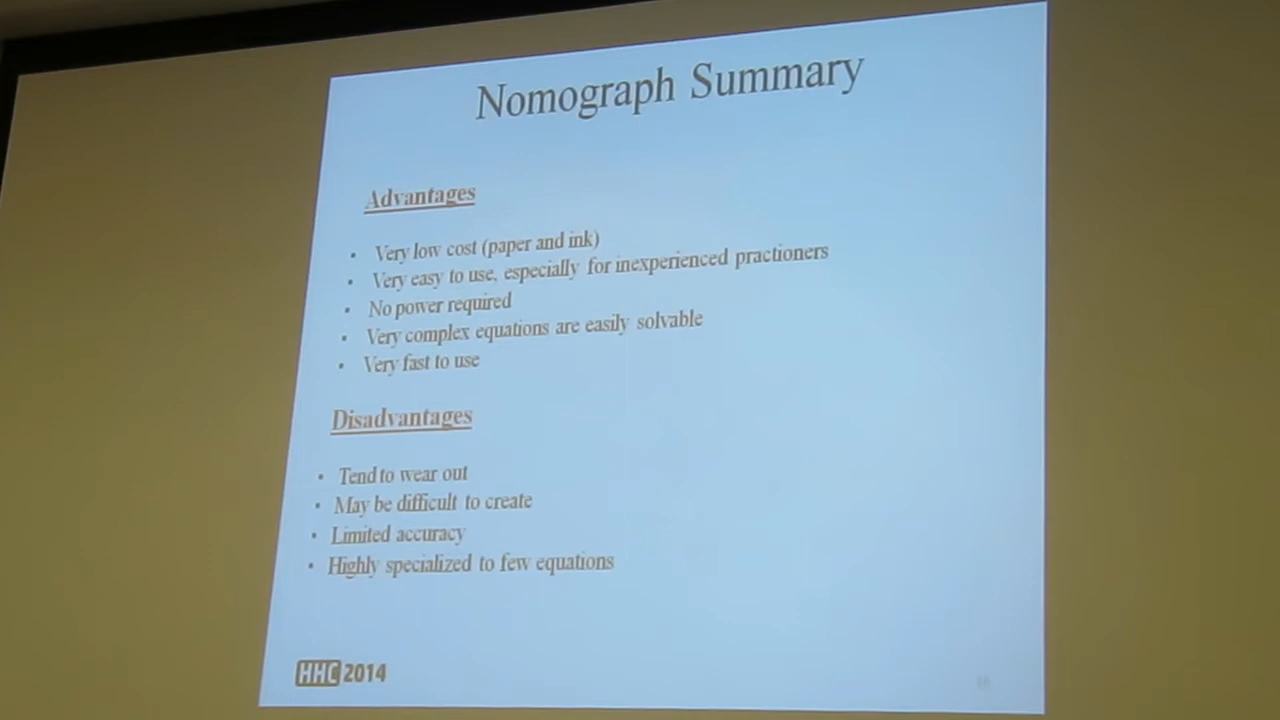 Nomograph Summary
Advantages
• Very low cost (paper and ink)
• Very easy to use, especially for inexperienced practioners
• No power required
• Very complex equations are easily solvable
• Very fast to use
Disadvantages
• Tend to wear out
• May be difficult to create
• Limited accuracy
• Highly specialized to few equations
HHC 2014